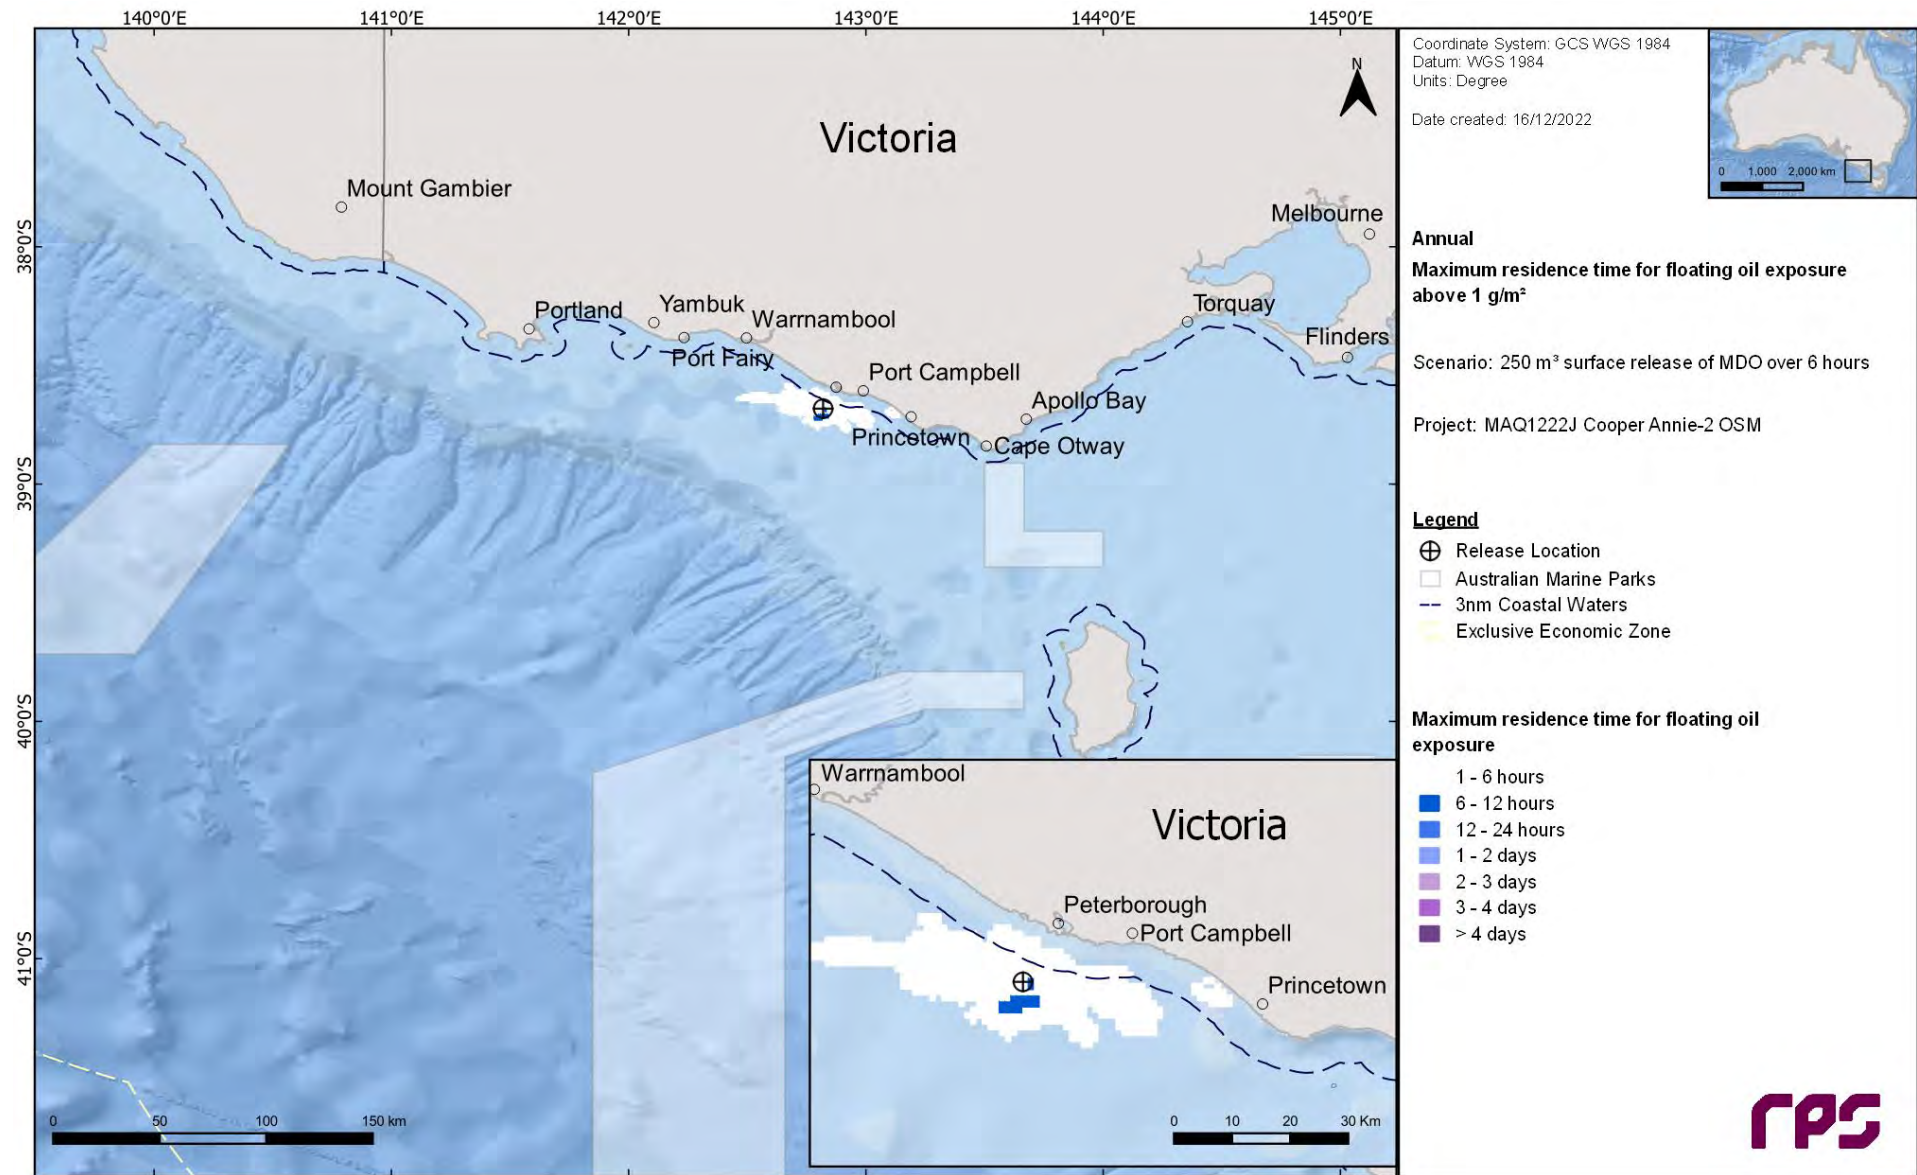 140°0'E 141°0'E 142°0'E 143°0'E 144°0'E 145°0'E
38°0'S
39°0'S
40°0'S
41°0'S
N
Victoria
Mount Gambier
Melbourne
Portland
Yambuk
Warrnambool
Port Fairy
Torquay
Flinders
Port Campbell
Apollo Bay
Princetown
Cape Otway
0 50 100 150 km
Warrnambool
Victoria
Peterborough
Port Campbell
Princetown
0 10 20 30 Km
Coordinate System: GCS WGS 1984
Datum: WGS 1984
Units: Degree
Date created: 16/12/2022
0 1,000 2,000 km
Annual
Maximum residence time for floating oil exposure
above 1 g/m²
Scenario: 250 m³ surface release of MDO over 6 hours
Project: MAQ1222J Cooper Annie-2 OSM
Legend
Release Location
Australian Marine Parks
3nm Coastal Waters
Exclusive Economic Zone
Maximum residence time for floating oil
exposure
1 - 6 hours
6 - 12 hours
12 - 24 hours
1 - 2 days
2 - 3 days
3 - 4 days
> 4 days
rps